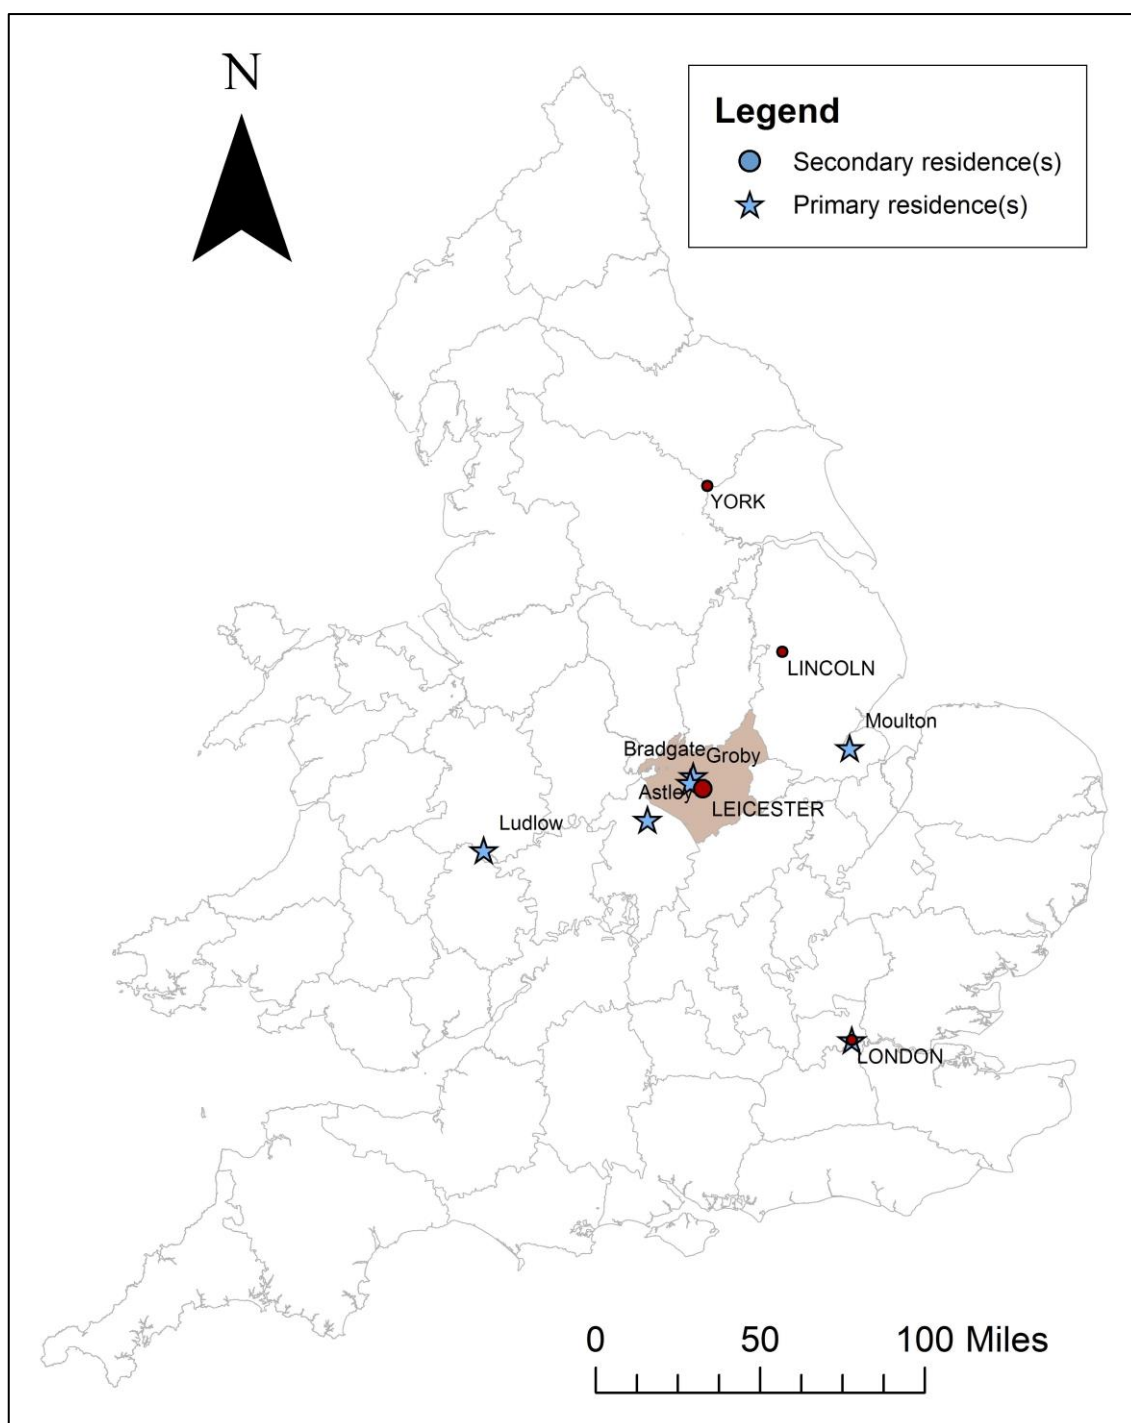 N
Legend
Secondary residence(s)
Primary residence(s)
YORK
LINCOLN
Moulton
Bradgate
Groby
Astley
LEICESTER
Ludlow
LONDON
0 50 100 Miles